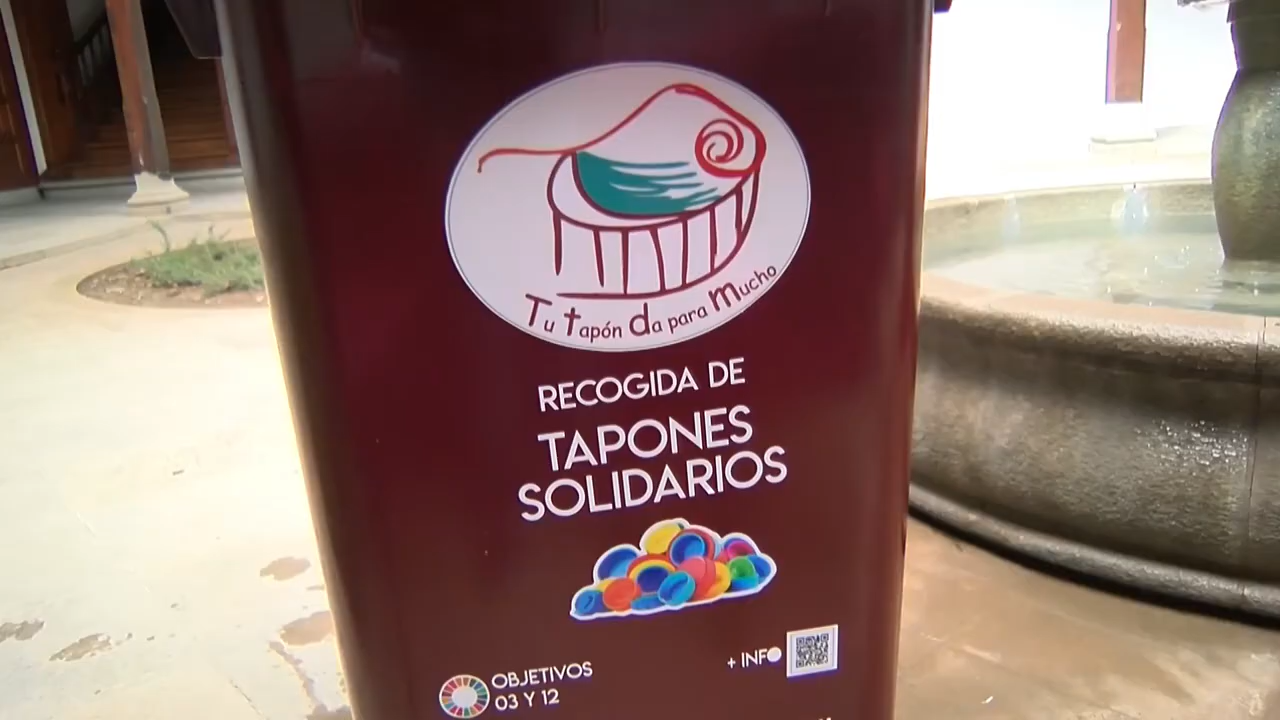 Tu tapón da para mucho
RECOGIDA DE
TAPONES
SOLIDARIOS
OBJETIVOS
03 Y 12
+ INFO